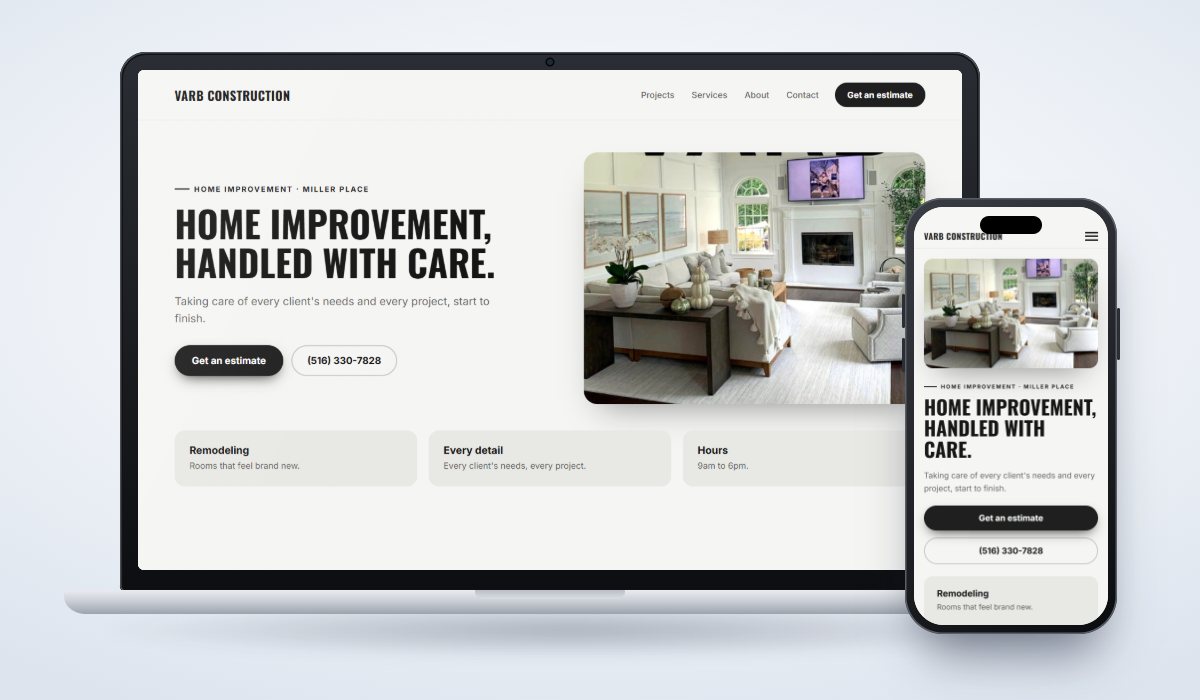 VARB CONSTRUCTION
Projects Services About Contact Get an estimate
HOME IMPROVEMENT · MILLER PLACE
HOME IMPROVEMENT,
HANDLED WITH CARE.
Taking care of every client's needs and every project, start to
finish.
Get an estimate (516) 330-7828
Remodeling
Rooms that feel brand new.
Every detail
Every client's needs, every project.
Hours
9am to 6pm.
VARB CONSTRUCTION
HOME IMPROVEMENT · MILLER PLACE
HOME IMPROVEMENT,
HANDLED WITH
CARE.
Taking care of every client's needs and every
project, start to finish.
Get an estimate
(516) 330-7828
Remodeling
Rooms that feel brand new.